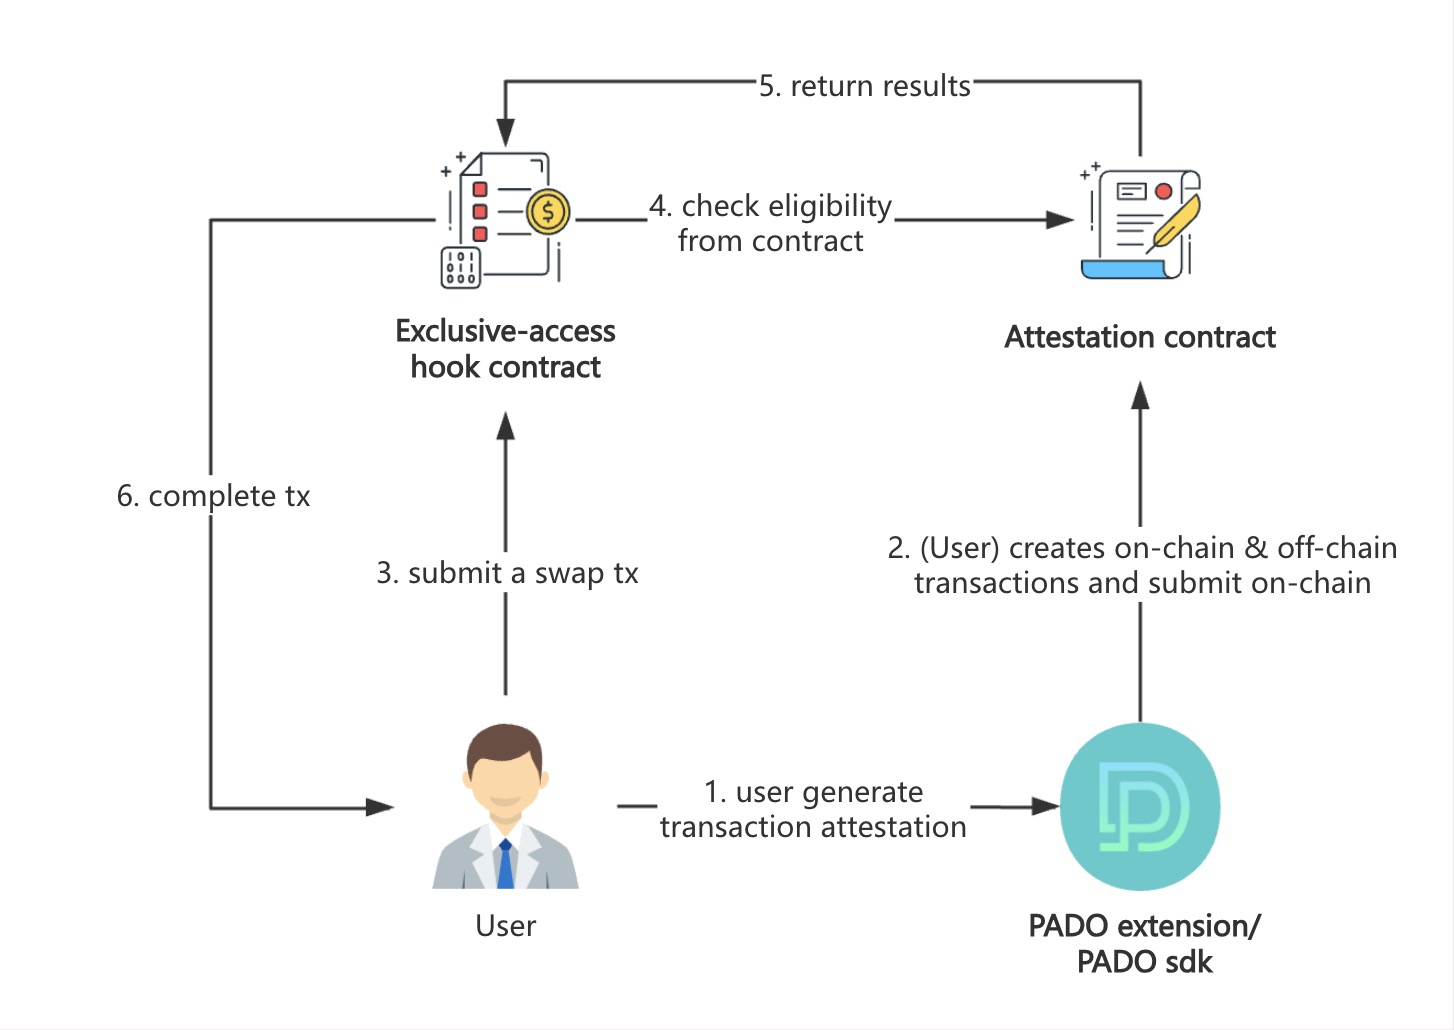 5. return results
4. check eligibility
from contract
Exclusive-access
hook contract
Attestation contract
6. complete tx
3. submit a swap tx
2. (User) creates on-chain & off-chain
transactions and submit on-chain
1. user generate
transaction attestation
User
PADO extension/
PADO sdk